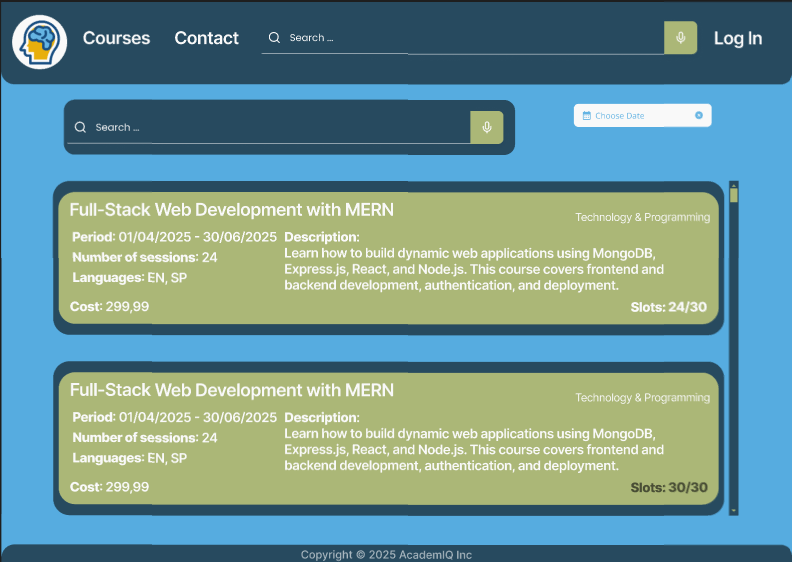 Courses Contact Search ... Log In
Search ... Choose Date
Full-Stack Web Development with MERN
Technology & Programming
Period: 01/04/2025 - 30/06/2025
Number of sessions: 24
Languages: EN, SP
Cost: 299,99
Description:
Learn how to build dynamic web applications using MongoDB,
Express.js, React, and Node.js. This course covers frontend and
backend development, authentication, and deployment.
Slots: 24/30
Full-Stack Web Development with MERN
Technology & Programming
Period: 01/04/2025 - 30/06/2025
Number of sessions: 24
Languages: EN, SP
Cost: 299,99
Description:
Learn how to build dynamic web applications using MongoDB,
Express.js, React, and Node.js. This course covers frontend and
backend development, authentication, and deployment.
Slots: 30/30
Copyright © 2025 AcademIQ Inc